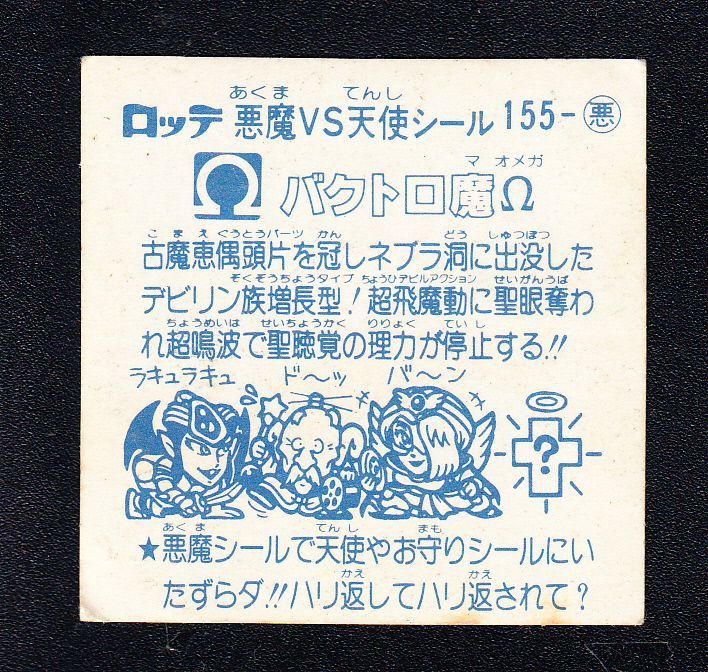 あくま てんし
ロッテ 悪魔VS天使シール 155-悪
マ オメガ
Ω バクトロ魔Ω
こ ま え ぐうとうパーツ かん どう しゅつぼつ
古魔恵偶頭片を冠しネブラ洞に出没した
ぞくぞうちょうタイプ ちょうひデビルアクション せいがんうば
デビリン族増長型！超飛魔動に聖眼奪わ
ちょうめいは せいちょうかく りりょく ていし
れ超鳴波で聖聴覚の理力が停止する!!
ラキュラキュ ド〜ッ バ〜ン
?
あくま てんし まも
★悪魔シールで天使やお守りシールにい
かえ かえ
たずらダ!!ハリ返してハリ返されて？